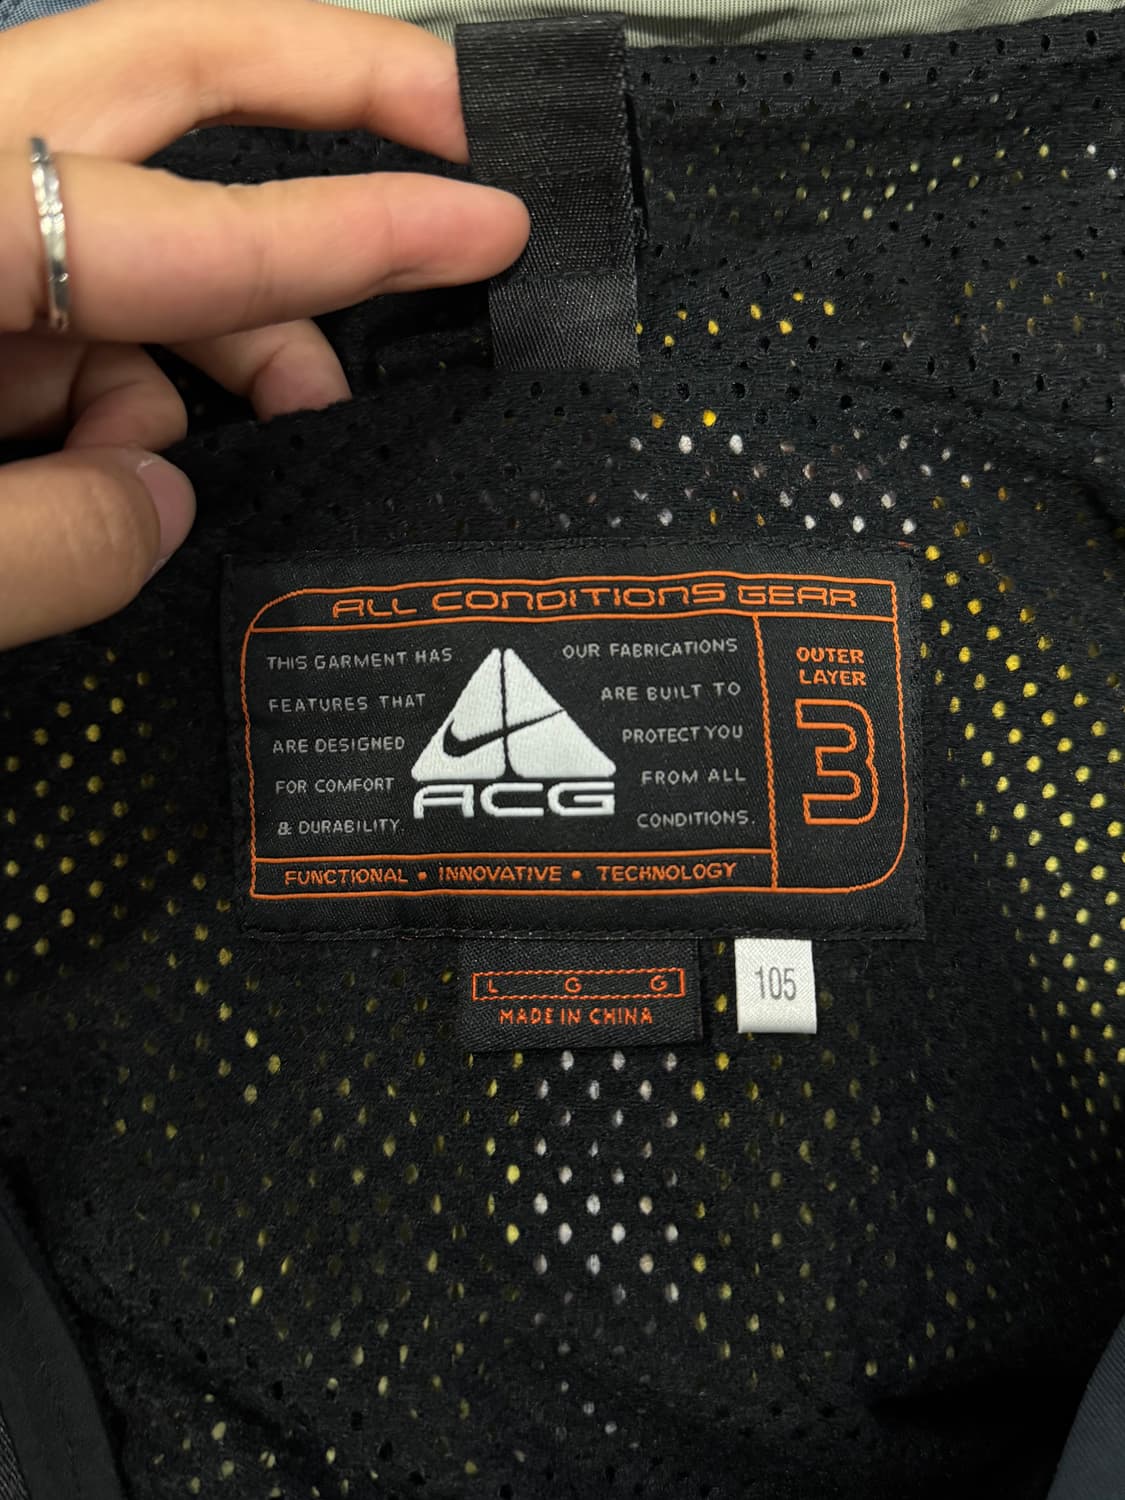 ALL CONDITIONS GEAR
THIS GARMENT HAS
FEATURES THAT
ARE DESIGNED
FOR COMFORT
& DURABILITY.
ACG
OUR FABRICATIONS
ARE BUILT TO
PROTECT YOU
FROM ALL
CONDITIONS.
OUTER
LAYER
3
FUNCTIONAL • INNOVATIVE • TECHNOLOGY
L G G
MADE IN CHINA
105